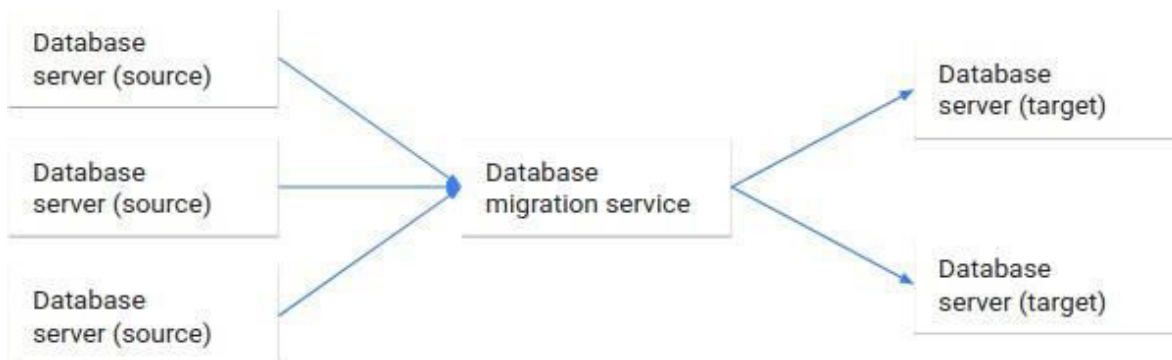 Database
server (source)
Database
server (source)
Database
server (source)
Database
migration service
Database
server (target)
Database
server (target)